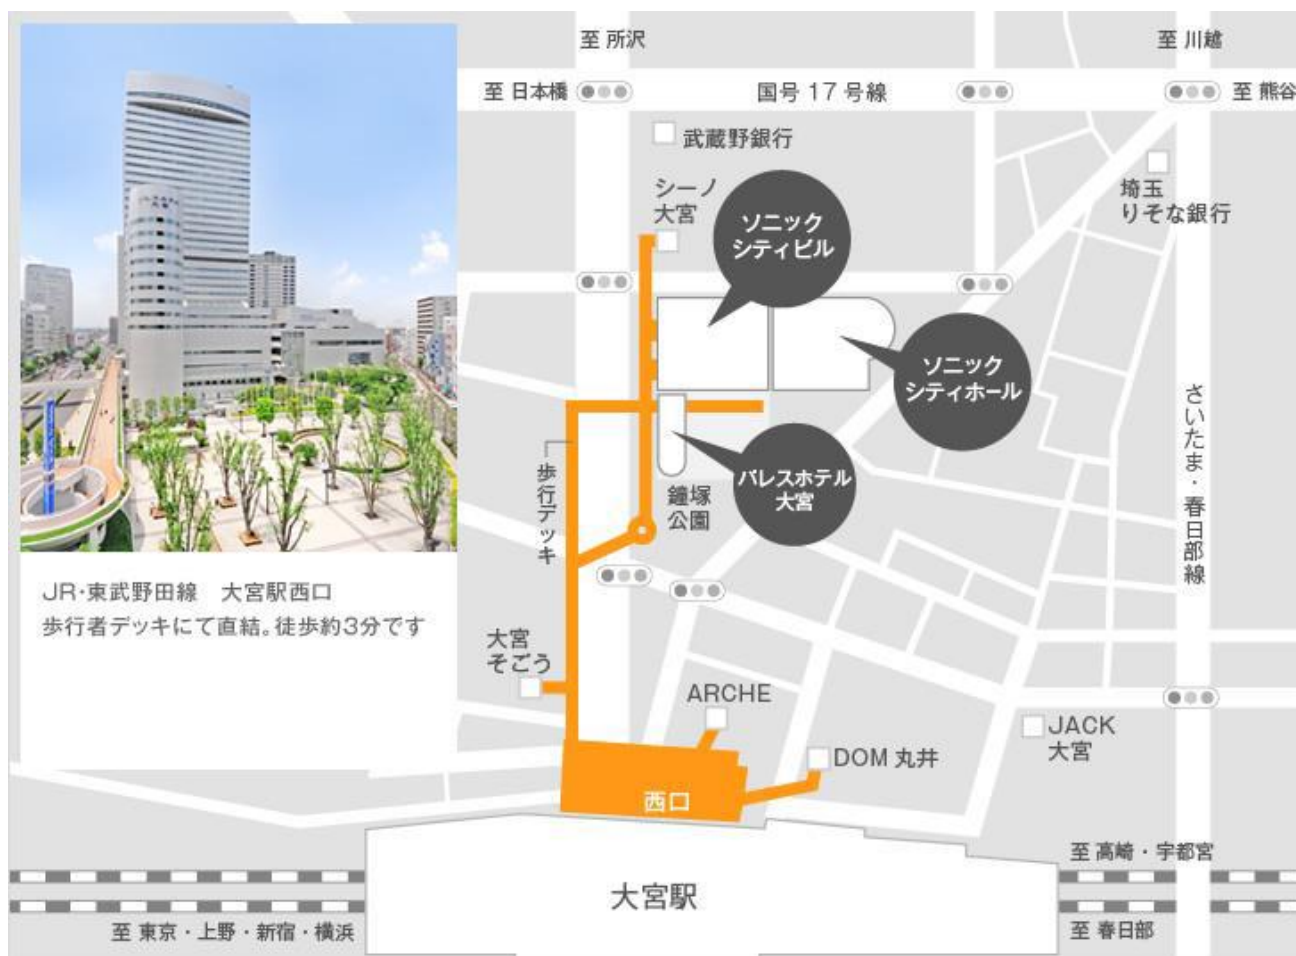 至 所沢
至 川越
至 日本橋
国号 17 号線
至 熊谷
武蔵野銀行
シーノ
大宮
ソニック
シティビル
埼玉
りそな銀行
ソニック
シティホール
さいたま・春日部線
パレスホテル
大宮
歩行デッキ
鐘塚
公園
JR・東武野田線　大宮駅西口
歩行者デッキにて直結。徒歩約3分です
大宮
そごう
ARCHE
JACK
大宮
DOM 丸井
西口
至 高崎・宇都宮
大宮駅
至 東京・上野・新宿・横浜
至 春日部